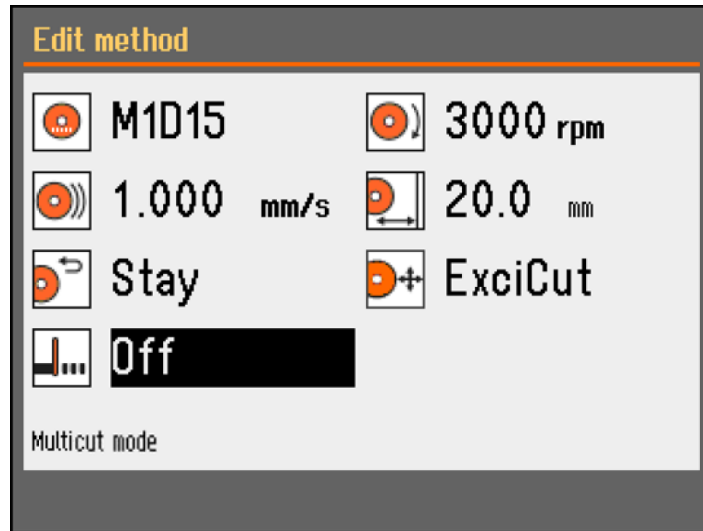 Edit method
M1D15 3000 rpm
1.000 mm/s 20.0 mm
Stay ExciCut
Off
Multicut mode